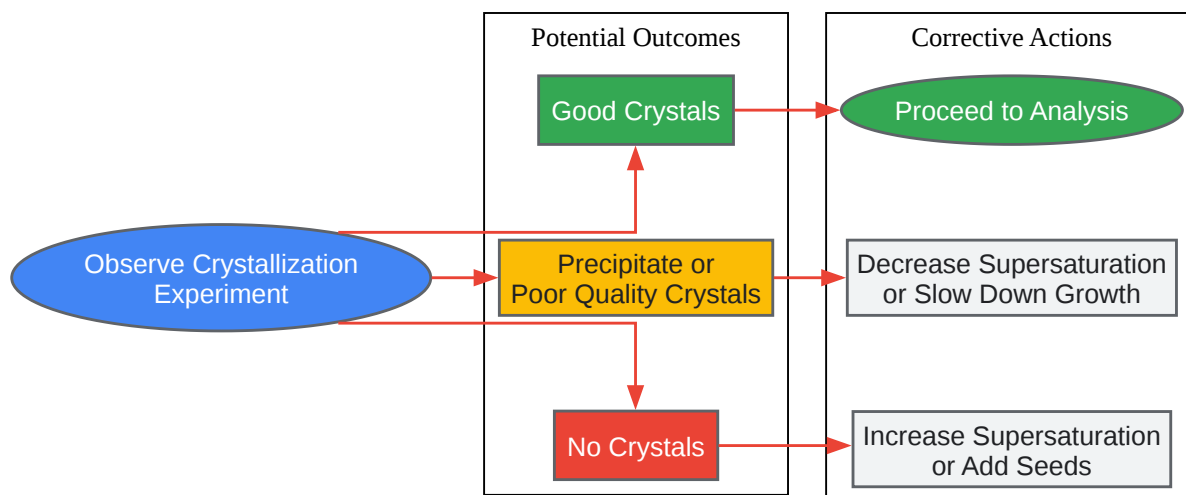 Potential Outcomes
Corrective Actions
Good Crystals
Proceed to Analysis
Observe Crystallization
Experiment
Precipitate or
Poor Quality Crystals
Decrease Supersaturation
or Slow Down Growth
No Crystals
Increase Supersaturation
or Add Seeds